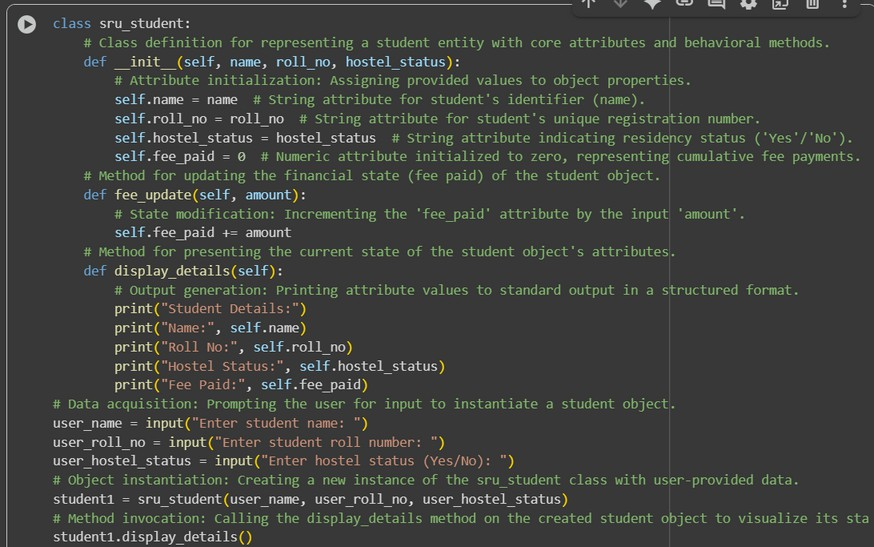 class sru_student:
    # Class definition for representing a student entity with core attributes and behavioral methods.
    def __init__(self, name, roll_no, hostel_status):
        # Attribute initialization: Assigning provided values to object properties.
        self.name = name  # String attribute for student's identifier (name).
        self.roll_no = roll_no  # String attribute for student's unique registration number.
        self.hostel_status = hostel_status  # String attribute indicating residency status ('Yes'/'No').
        self.fee_paid = 0  # Numeric attribute initialized to zero, representing cumulative fee payments.
    # Method for updating the financial state (fee paid) of the student object.
    def fee_update(self, amount):
        # State modification: Incrementing the 'fee_paid' attribute by the input 'amount'.
        self.fee_paid += amount
    # Method for presenting the current state of the student object's attributes.
    def display_details(self):
        # Output generation: Printing attribute values to standard output in a structured format.
        print("Student Details:")
        print("Name:", self.name)
        print("Roll No:", self.roll_no)
        print("Hostel Status:", self.hostel_status)
        print("Fee Paid:", self.fee_paid)
# Data acquisition: Prompting the user for input to instantiate a student object.
user_name = input("Enter student name: ")
user_roll_no = input("Enter student roll number: ")
user_hostel_status = input("Enter hostel status (Yes/No): ")
# Object instantiation: Creating a new instance of the sru_student class with user-provided data.
student1 = sru_student(user_name, user_roll_no, user_hostel_status)
# Method invocation: Calling the display_details method on the created student object to visualize its sta
student1.display_details()